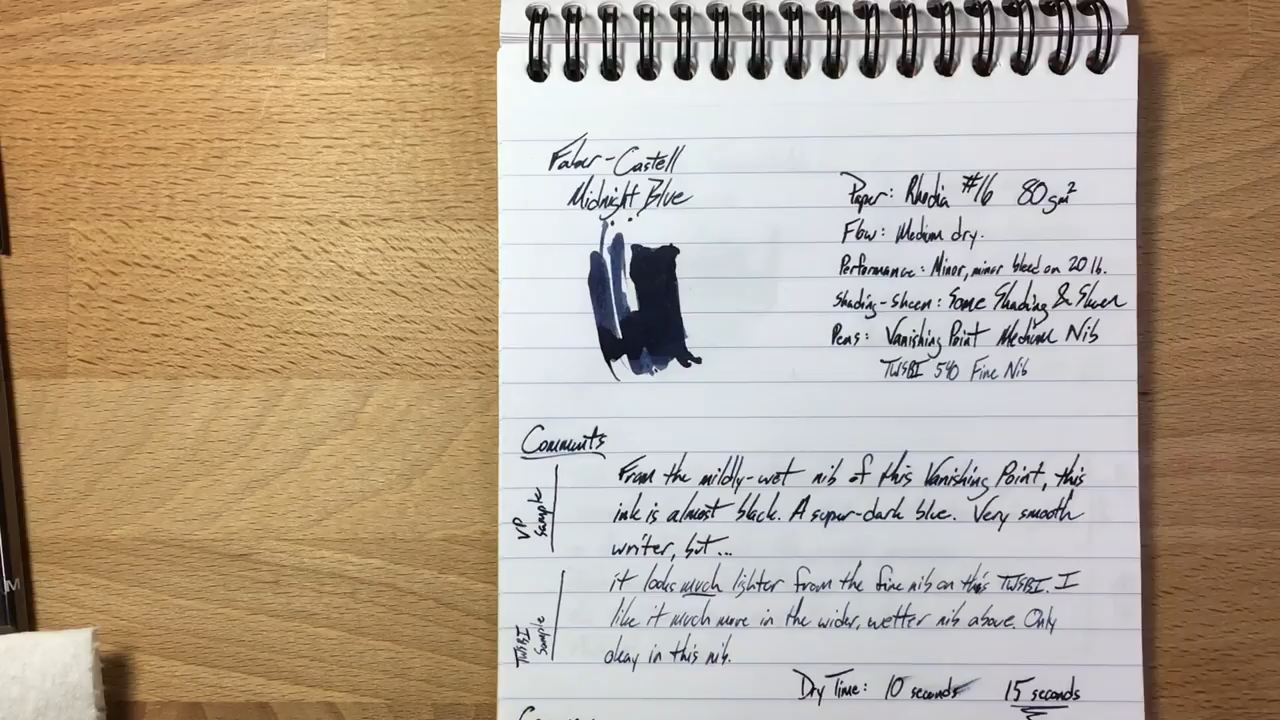 Faber-Castell
Midnight Blue
Paper: Rhodia #16 80gm²
Flow: Medium dry.
Performance: Minor, minor bleed on 20 lb.
Shading-Sheen: Some Shading & Sheen
Pens: Vanishing Point Medium Nib
TWSBI 540 Fine Nib
Comments
VP Sample
From the mildly-wet nib of this Vanishing Point, this
ink is almost black. A super-dark blue. Very smooth
writer, but...
TWSBI Sample
it looks much lighter from the fine nib on this TWSBI. I
like it much more in the wider, wetter nib above. Only
okay in this nib.
Dry Time: 10 seconds 15 seconds
M